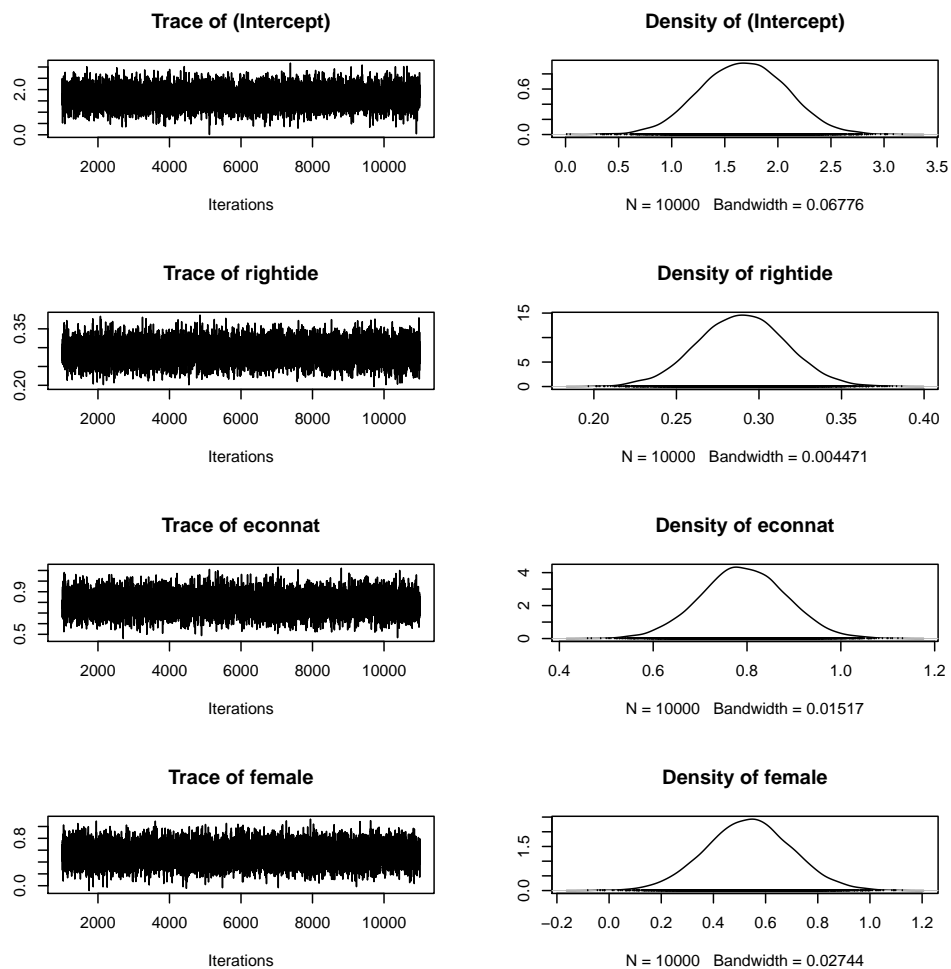 Trace of (Intercept)
Density of (Intercept)
0.0 2.0
2000 4000 6000 8000 10000
Iterations
0.0 0.6
0.0 0.5 1.0 1.5 2.0 2.5 3.0 3.5
N = 10000 Bandwidth = 0.06776
Trace of rightide
Density of rightide
0.20 0.35
2000 4000 6000 8000 10000
Iterations
0 5 15
0.20 0.25 0.30 0.35 0.40
N = 10000 Bandwidth = 0.004471
Trace of econnat
Density of econnat
0.5 0.9
2000 4000 6000 8000 10000
Iterations
0 2 4
0.4 0.6 0.8 1.0 1.2
N = 10000 Bandwidth = 0.01517
Trace of female
Density of female
0.0 0.8
2000 4000 6000 8000 10000
Iterations
0.0 1.5
−0.2 0.0 0.2 0.4 0.6 0.8 1.0 1.2
N = 10000 Bandwidth = 0.02744